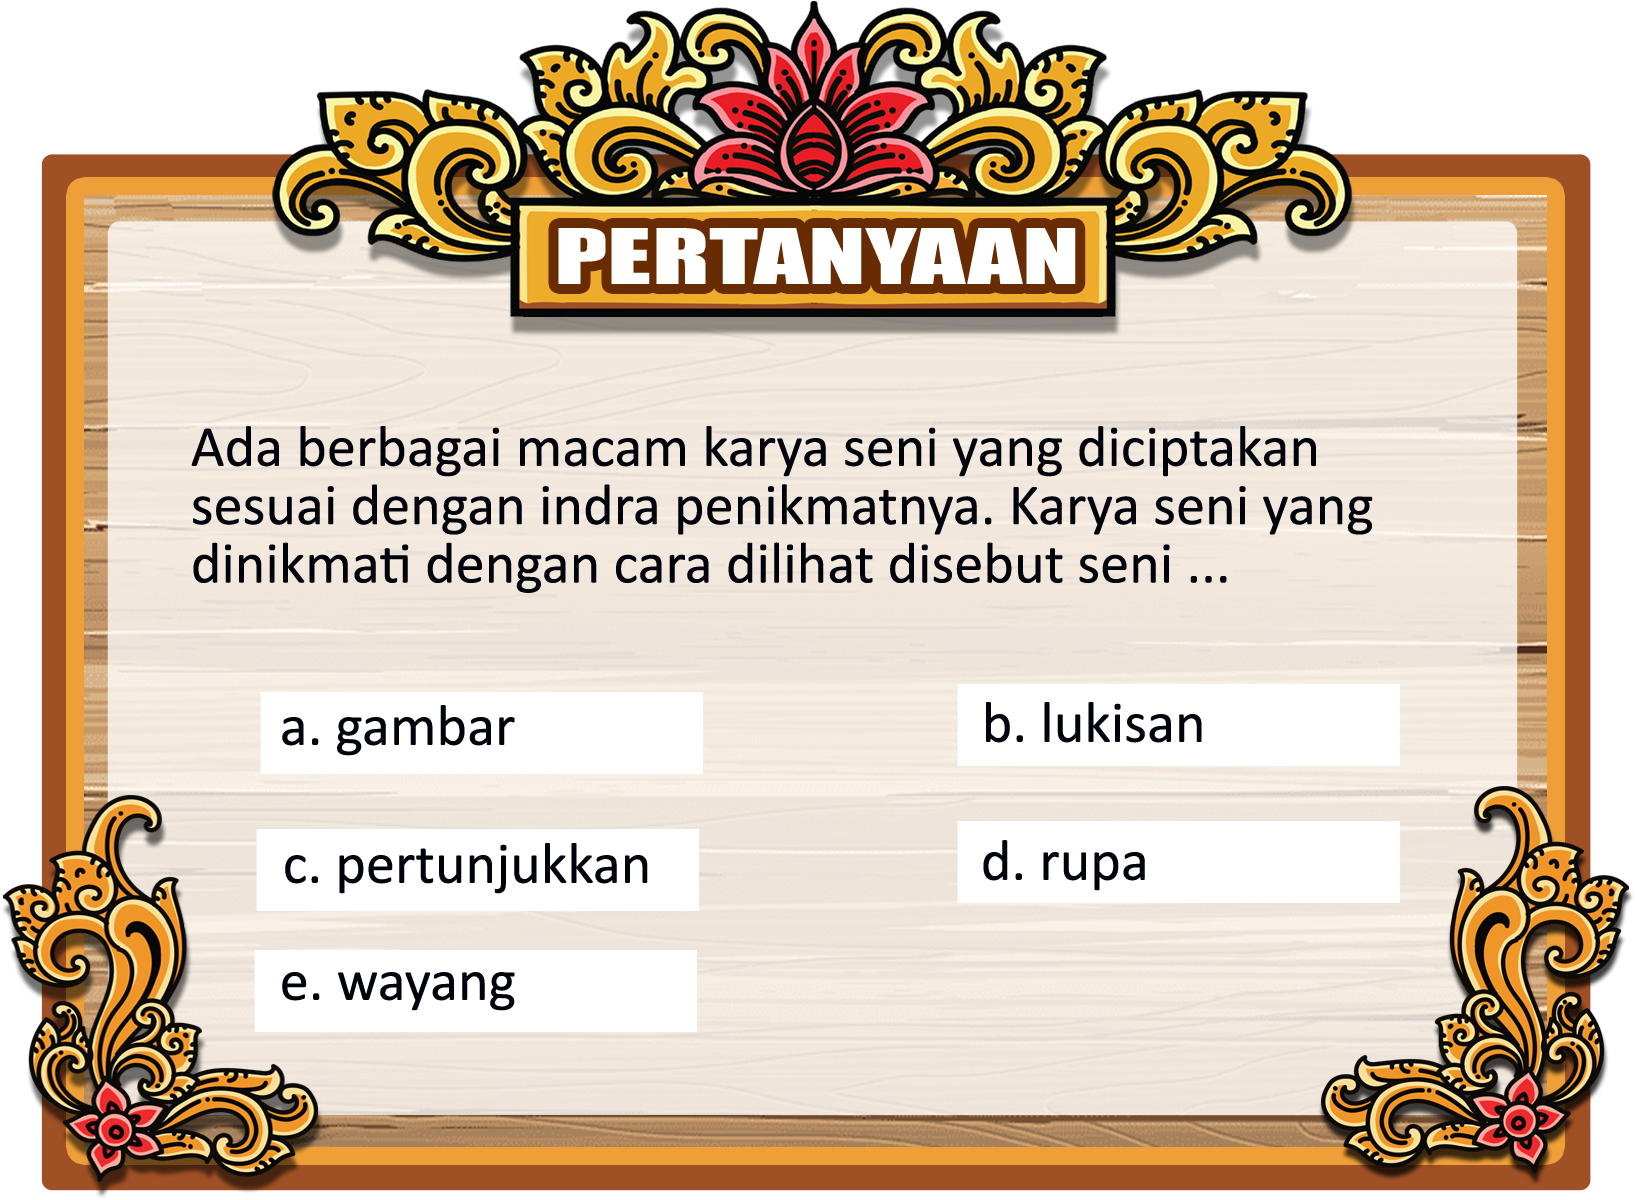 PERTANYAAN
Ada berbagai macam karya seni yang diciptakan
sesuai dengan indra penikmatnya. Karya seni yang
dinikmati dengan cara dilihat disebut seni ...
a. gambar
b. lukisan
c. pertunjukkan
d. rupa
e. wayang